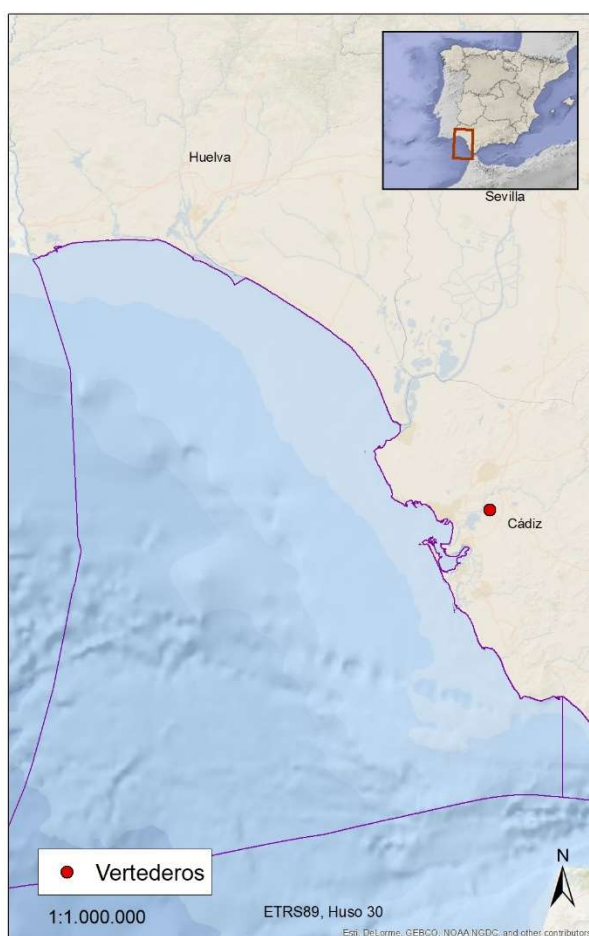 Huelva
Sevilla
Cádiz
Vertederos
N
1:1.000.000
ETRS89, Huso 30
Esri, DeLorme, GEBCO, NOAA NGDC, and other contributors